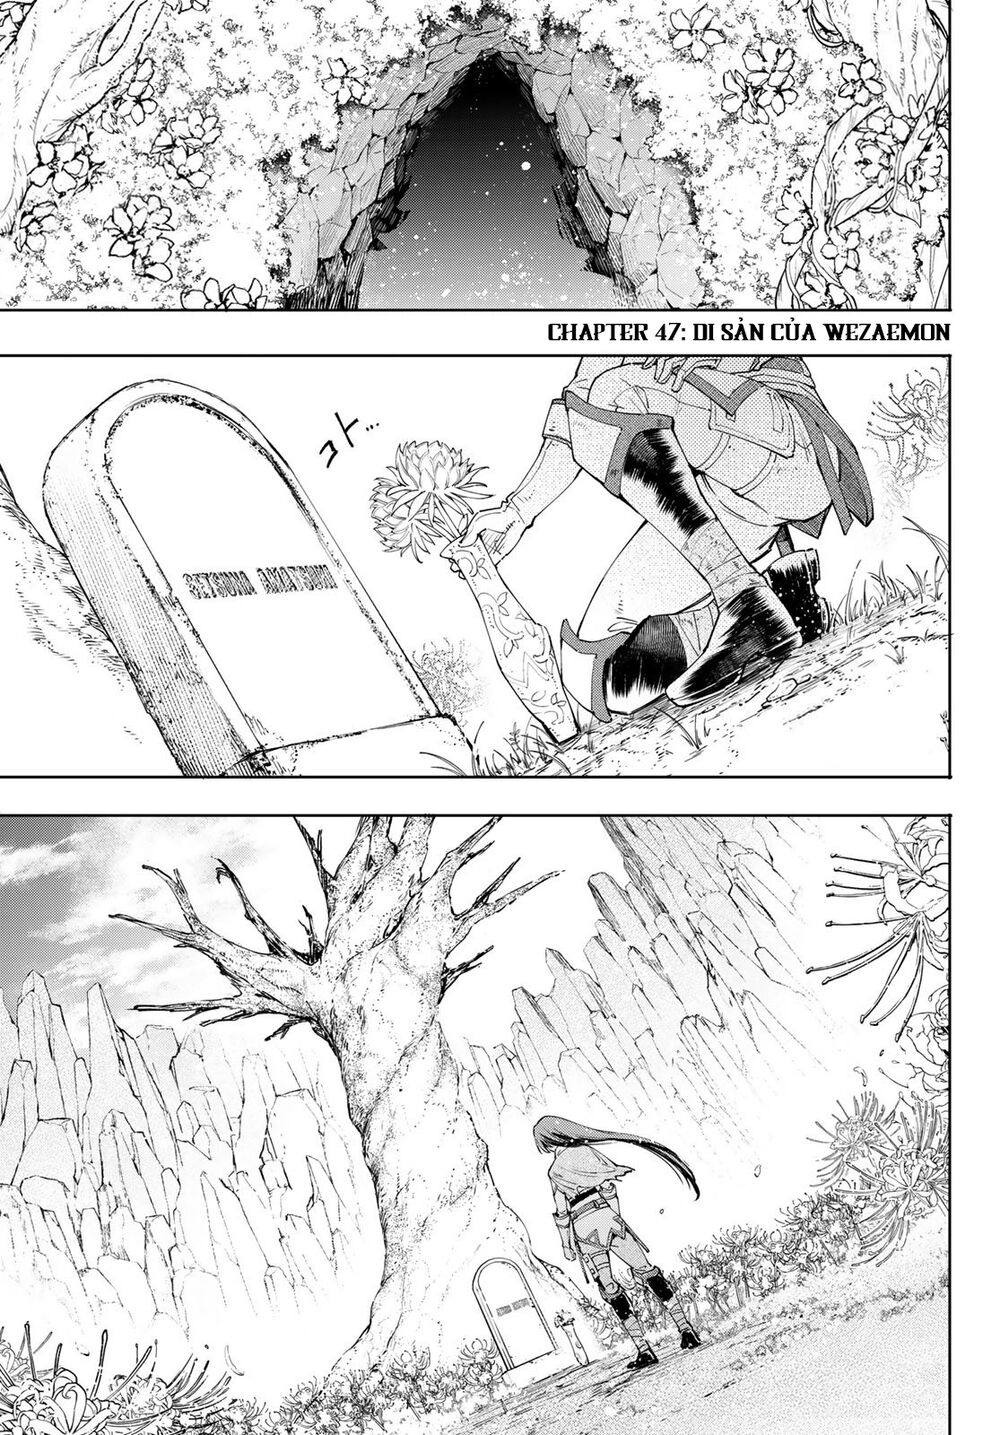 CHAPTER 47: DI SẢN CỦA WEZAEMON
コト...
SETSUNA AMATSUKI